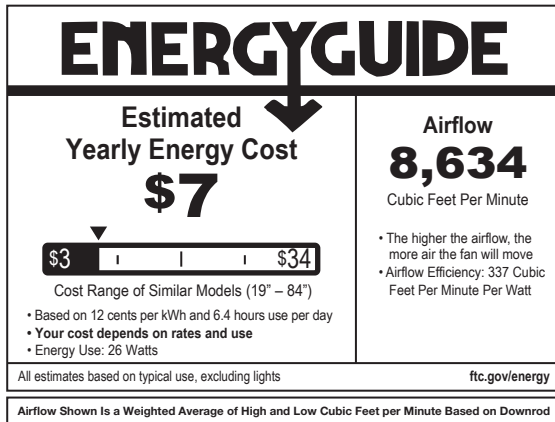 ENERGYGUIDE
Estimated
Yearly Energy Cost
$7
$3
$34
Cost Range of Similar Models (19" – 84")
• Based on 12 cents per kWh and 6.4 hours use per day
• Your cost depends on rates and use
• Energy Use: 26 Watts
Airflow
8,634
Cubic Feet Per Minute
• The higher the airflow, the
more air the fan will move
• Airflow Efficiency: 337 Cubic
Feet Per Minute Per Watt
All estimates based on typical use, excluding lights
ftc.gov/energy
Airflow Shown Is a Weighted Average of High and Low Cubic Feet per Minute Based on Downrod